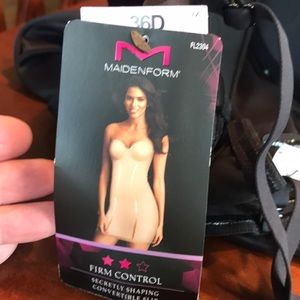 36D
FL2304
MAIDENFORM
FIRM CONTROL
SECRETLY SHAPING
CONVERTIBLE SLIP